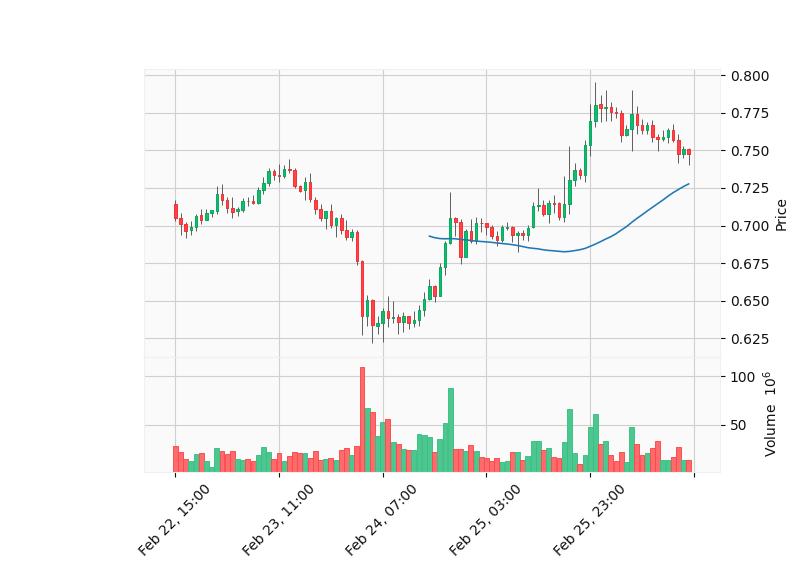 0.800
0.775
0.750
0.725
0.700
0.675
0.650
0.625
Price
100
50
Volume 10⁶
Feb 22, 15:00
Feb 23, 11:00
Feb 24, 07:00
Feb 25, 03:00
Feb 25, 23:00